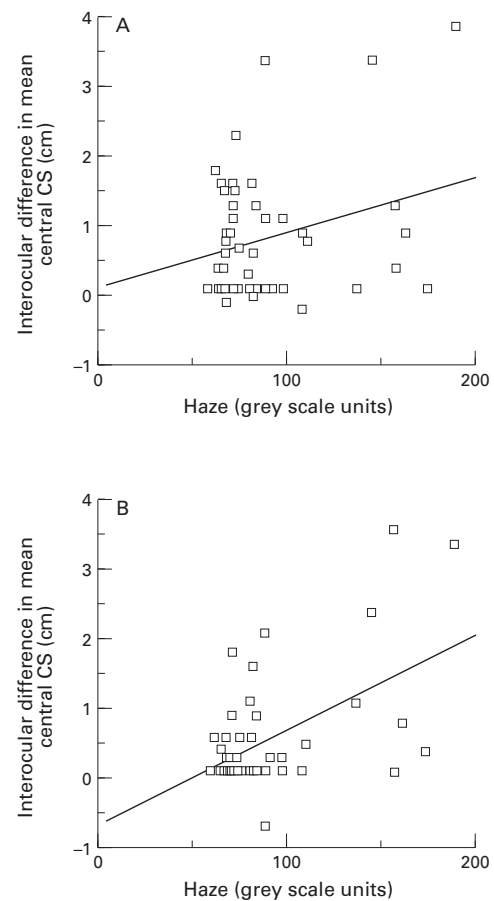 A
4
3
2
1
0
−1
0
100
200
Interocular difference in mean
central CS (cm)
Haze (grey scale units)
B
4
3
2
1
0
−1
0
100
200
Interocular difference in mean
central CS (cm)
Haze (grey scale units)